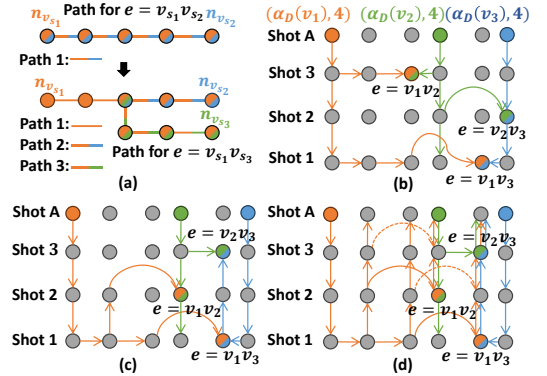 Path for e = v_{s_1}v_{s_2}
n_{v_{s_1}} n_{v_{s_2}}
Path 1:
n_{v_{s_1}} n_{v_{s_2}}
Path 1:
Path 2:
n_{v_{s_3}}
Path 3:
Path for e = v_{s_1}v_{s_3}
(a)
(α_D(v_1), 4) (α_D(v_2), 4) (α_D(v_3), 4)
Shot A
Shot 3
e = v_1v_2
Shot 2
e = v_2v_3
Shot 1
e = v_1v_3
(b)
Shot A
e = v_2v_3
Shot 3
Shot 2
e = v_1v_2
Shot 1
e = v_1v_3
(c)
Shot A
e = v_2v_3
Shot 3
Shot 2
e = v_1v_2
Shot 1
e = v_1v_3
(d)